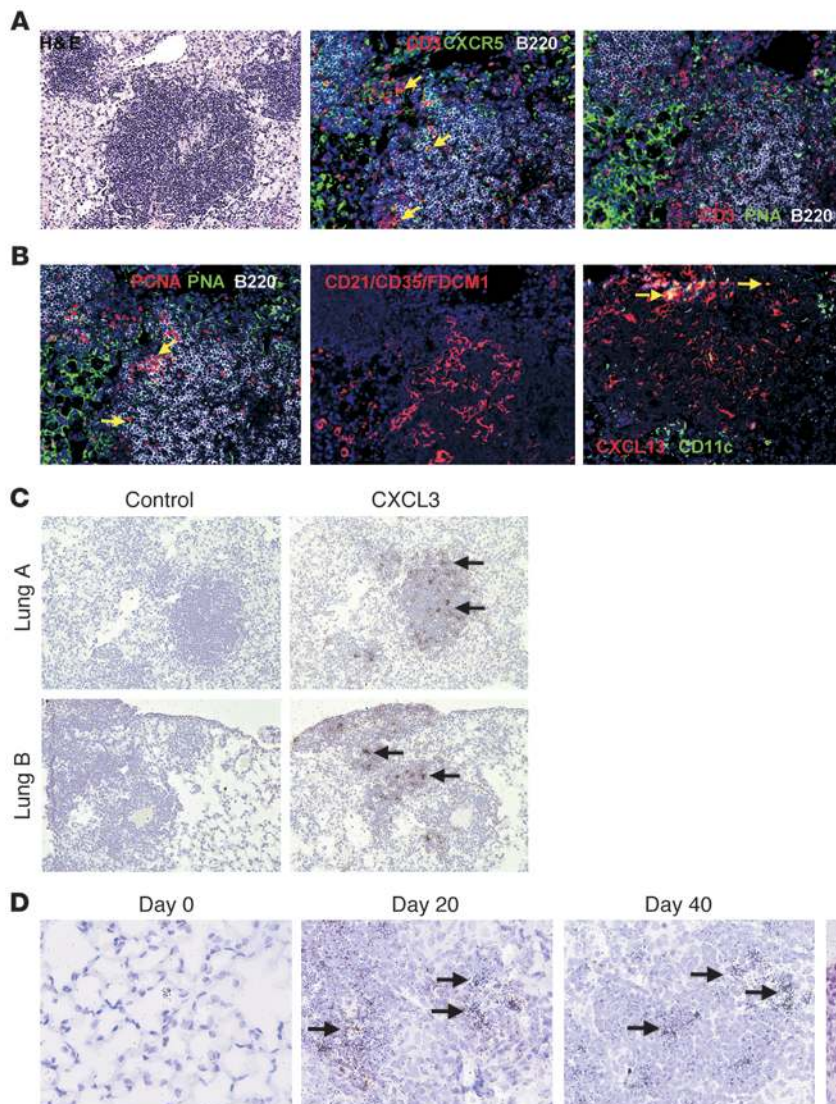 A
H&E
CD3 CXCR5 B220
CD3 PNA B220
B
PCNA PNA B220
CD21/CD35/FDCM1
CXCL13 CD11c
C
Control CXCL3
Lung A
Lung B
D
Day 0 Day 20 Day 40